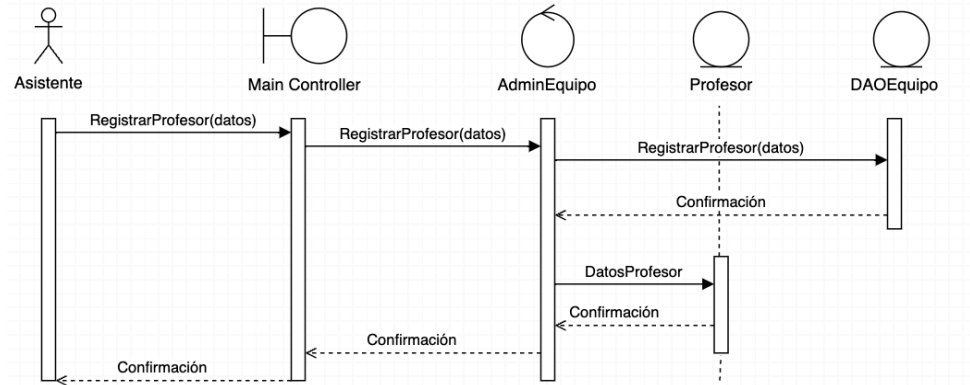 Asistente
Main Controller
AdminEquipo
Profesor
DAOEquipo
RegistrarProfesor(datos)
RegistrarProfesor(datos)
RegistrarProfesor(datos)
Confirmación
DatosProfesor
Confirmación
Confirmación
Confirmación